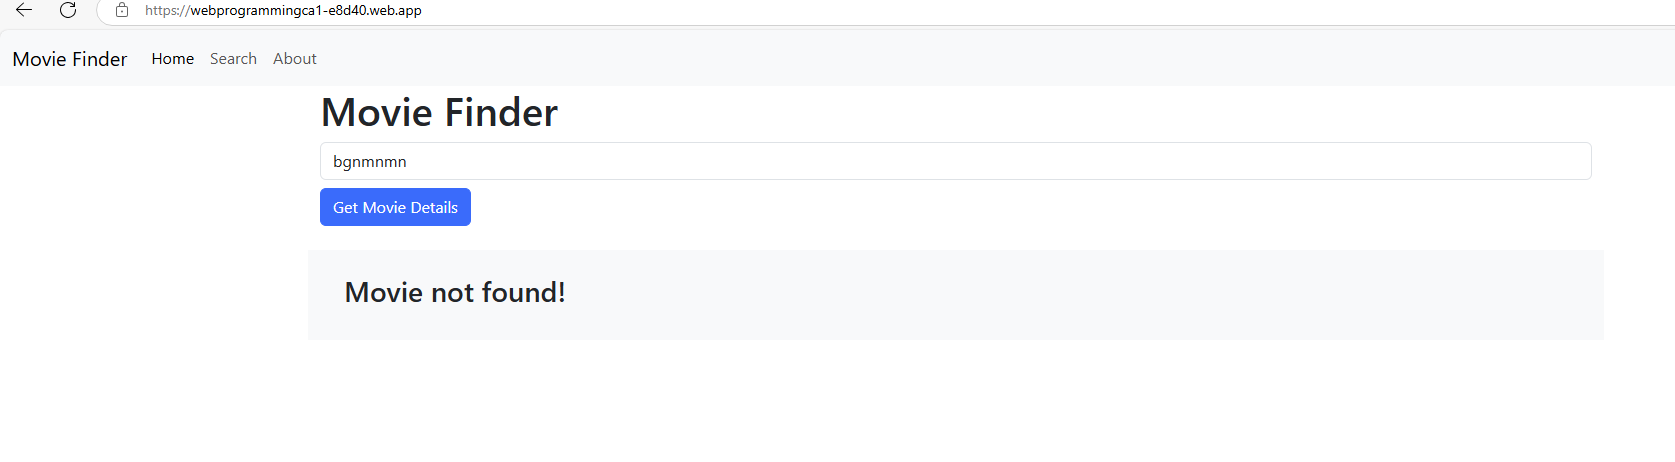 https://webprogrammingca1-e8d40.web.app
Movie Finder Home Search About
Movie Finder
bgnmnmn
Get Movie Details
Movie not found!